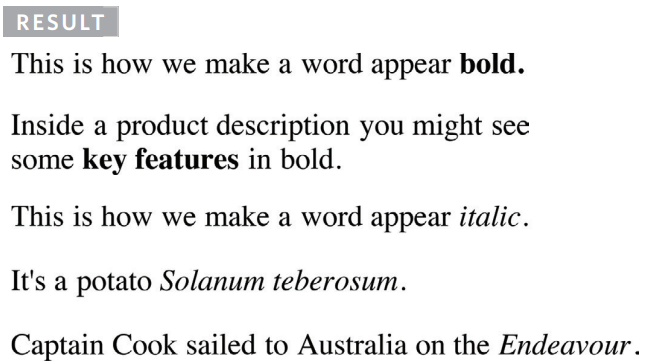 RESULT
This is how we make a word appear bold.
Inside a product description you might see
some key features in bold.
This is how we make a word appear italic.
It's a potato Solanum teberosum.
Captain Cook sailed to Australia on the Endeavour.